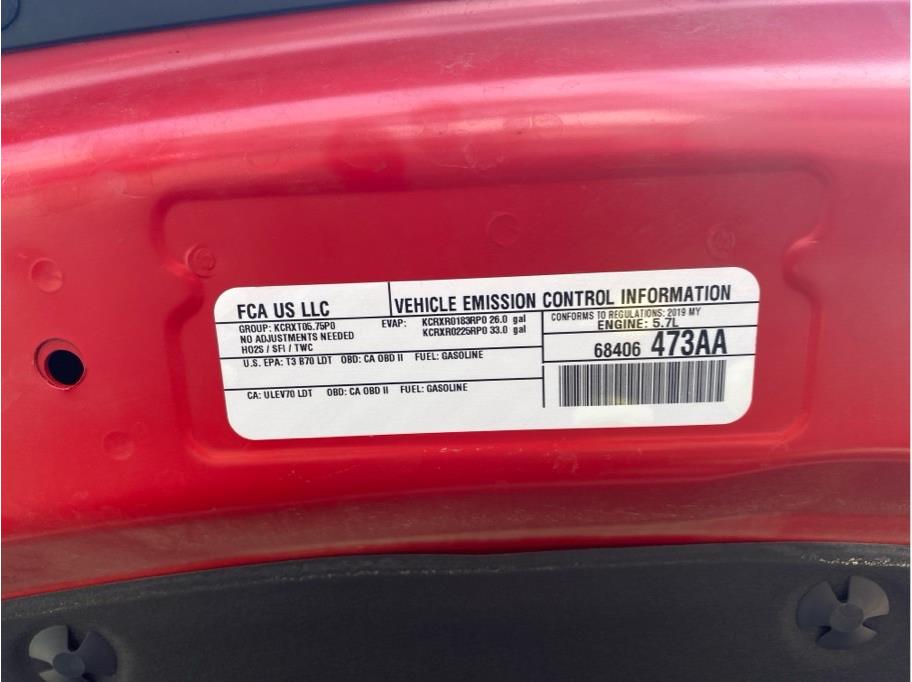 FCA US LLC
VEHICLE EMISSION CONTROL INFORMATION
GROUP: KCRXT05.75P0
NO ADJUSTMENTS NEEDED
HO2S / SFI / TWC
EVAP: KCRXR0183RP0 26.0 gal
KCRXR0225RP0 33.0 gal
CONFORMS TO REGULATIONS: 2019 MY
ENGINE: 5.7L
68406 473AA
U.S. EPA: T3 B70 LDT OBD: CA OBD II FUEL: GASOLINE
CA: ULEV70 LDT OBD: CA OBD II FUEL: GASOLINE